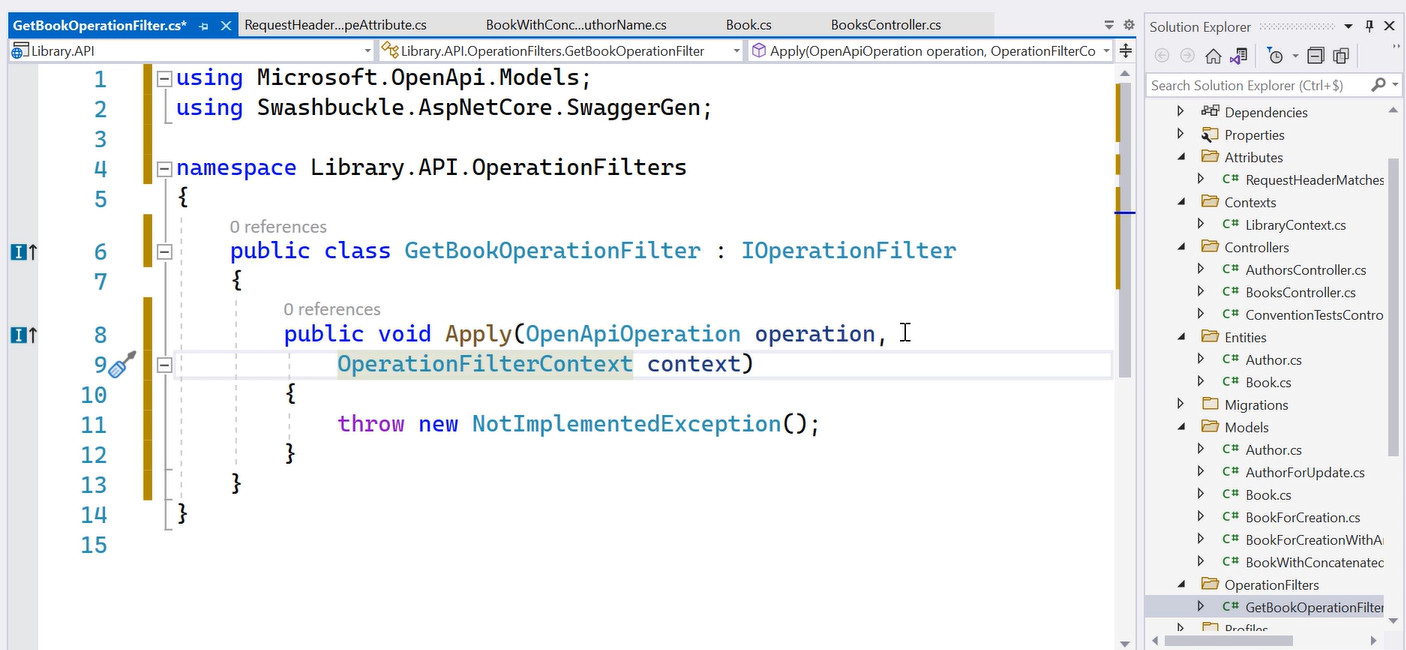 GetBookOperationFilter.cs*
RequestHeader...peAttribute.cs
BookWithConc...uthorName.cs
Book.cs
BooksController.cs
Library.API
Library.API.OperationFilters.GetBookOperationFilter
Apply(OpenApiOperation operation, OperationFilterCo
1 using Microsoft.OpenApi.Models;
2 using Swashbuckle.AspNetCore.SwaggerGen;
3
4 namespace Library.API.OperationFilters
5 {
0 references
6 public class GetBookOperationFilter : IOperationFilter
7 {
0 references
8 public void Apply(OpenApiOperation operation,
9 OperationFilterContext context)
10 {
11 throw new NotImplementedException();
12 }
13 }
14 }
15
Solution Explorer
Search Solution Explorer (Ctrl+$)
Dependencies
Properties
Attributes
C# RequestHeaderMatches
Contexts
C# LibraryContext.cs
Controllers
C# AuthorsController.cs
C# BooksController.cs
C# ConventionTestsContro
Entities
C# Author.cs
C# Book.cs
Migrations
Models
C# Author.cs
C# AuthorForUpdate.cs
C# Book.cs
C# BookForCreation.cs
C# BookForCreationWithA
C# BookWithConcatenated
OperationFilters
C# GetBookOperationFilter
Profiles